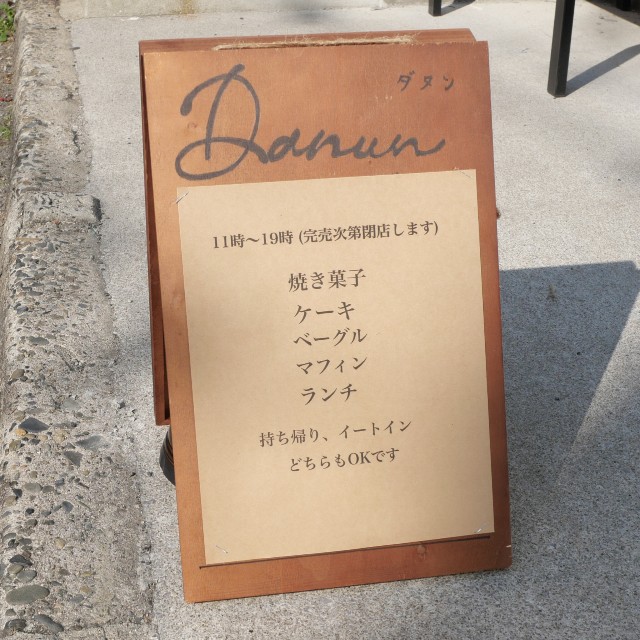 Danun
ダヌン
11時〜19時 (完売次第閉店します)
焼き菓子
ケーキ
ベーグル
マフィン
ランチ
持ち帰り、イートイン
どちらもOKです